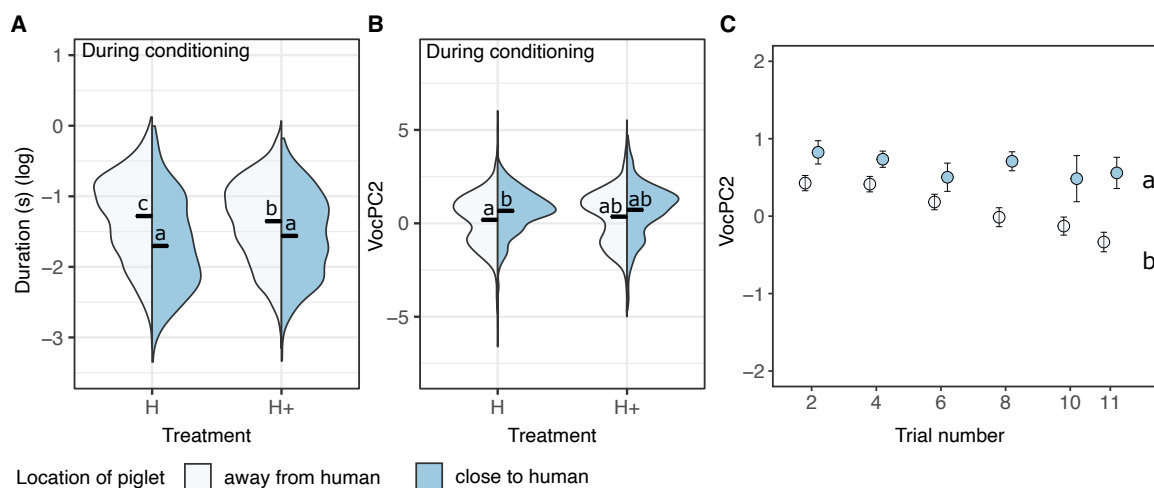 A
During conditioning
Duration (s) (log)
1
0
−1
−2
−3
c
a
b
a
H
H+
Treatment
B
During conditioning
VocPC2
5
0
−5
a
b
ab
ab
H
H+
Treatment
C
VocPC2
2
1
0
−1
−2
a
b
2
4
6
8
10
11
Trial number
Location of piglet
away from human
close to human